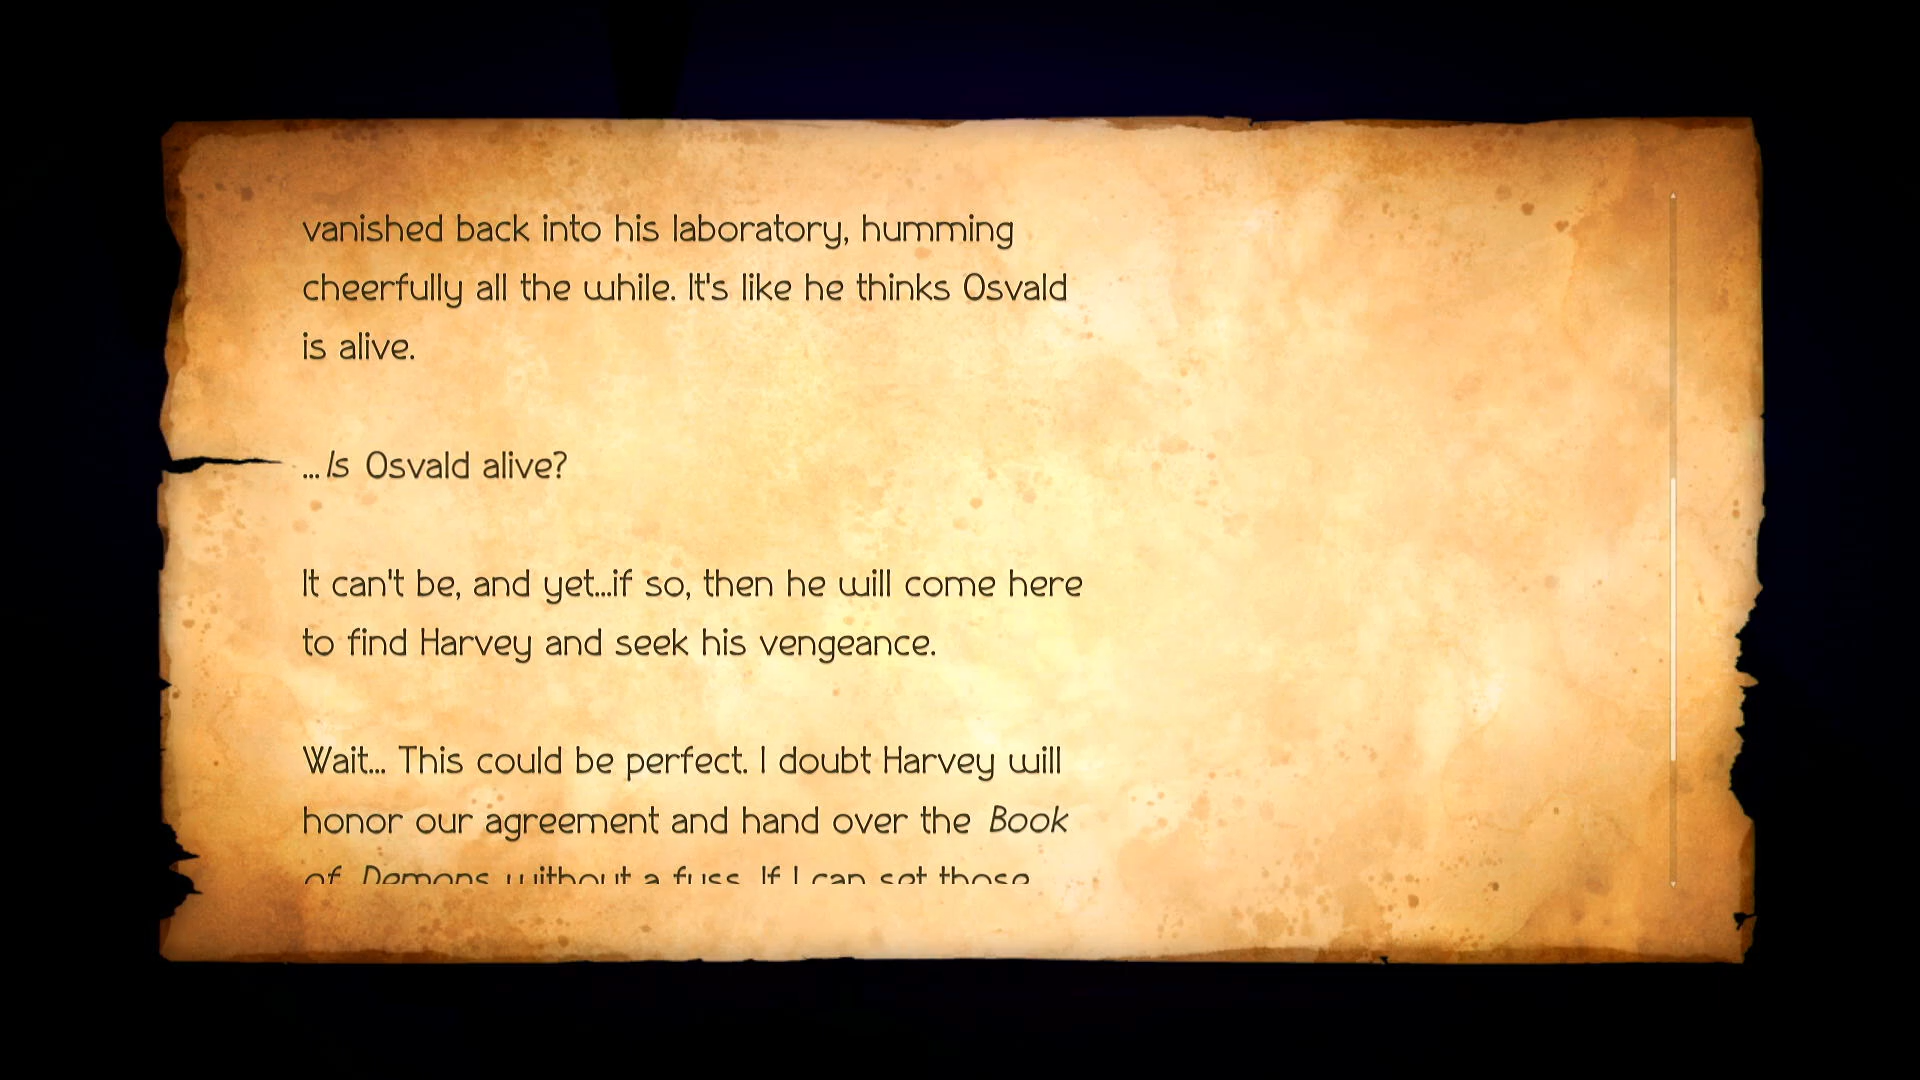 vanished back into his laboratory, humming
cheerfully all the while. It's like he thinks Osvald
is alive.
...Is Osvald alive?
It can't be, and yet...if so, then he will come here
to find Harvey and seek his vengeance.
Wait... This could be perfect. I doubt Harvey will
honor our agreement and hand over the Book
of Demons without a fuss. If I can set those